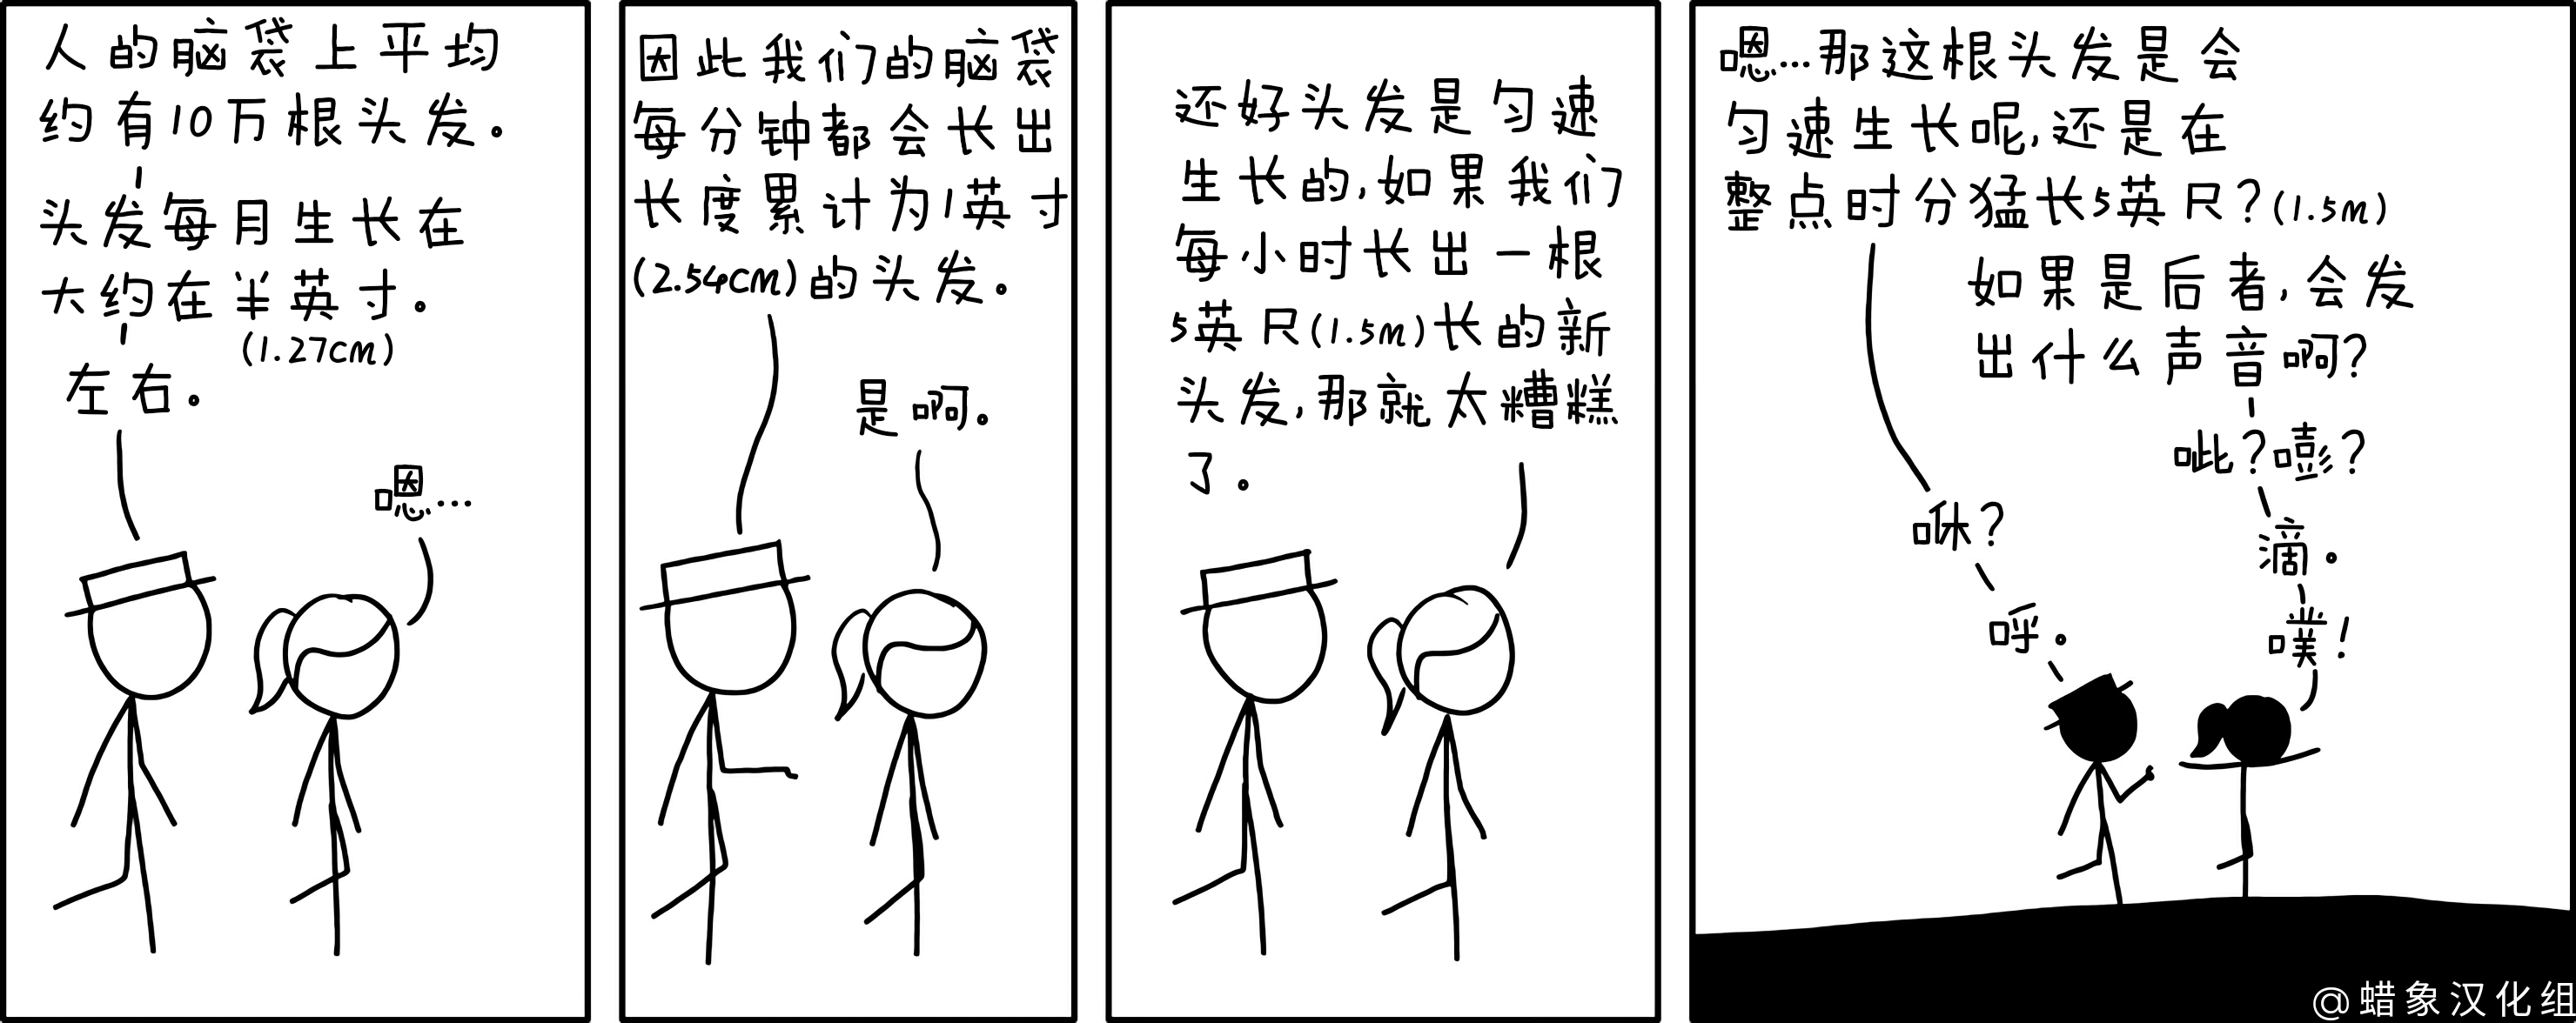 人的脑袋上平均
约有10万根头发。
头发每月生长在
大约在半英寸。
(1.27cm)
左右。
嗯…
因此我们的脑袋
每分钟都会长出
长度累计为1英寸
(2.54cm)的头发。
是啊。
还好头发是匀速
生长的,如果我们
每小时长出一根
5英尺(1.5m)长的新
头发,那就太糟糕
了。
嗯…那这根头发是会
匀速生长呢,还是在
整点时分猛长5英尺?(1.5m)
如果是后者,会发
出什么声音啊?
呲?嘭?
咻?
滴。
呼。
噗!
@蜡象汉化组